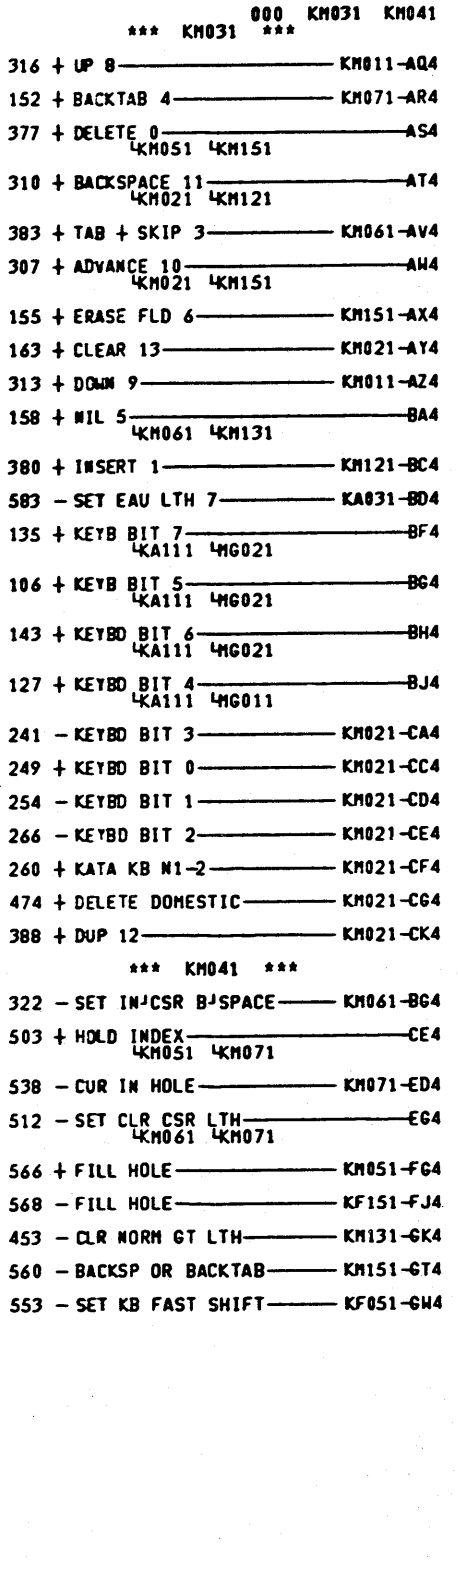 000 KM031 KM041
*** KM031 ***
316 + UP 8 KM011-AQ4
152 + BACKTAB 4 KM071-AR4
377 + DELETE 0 AS4
KM051 KM151
310 + BACKSPACE 11 AT4
KM021 KM121
383 + TAB + SKIP 3 KM061-AV4
307 + ADVANCE 10 AW4
KM021 KM151
155 + ERASE FLD 6 KM151-AX4
163 + CLEAR 13 KM021-AY4
313 + DOWN 9 KM011-AZ4
158 + NIL 5 BA4
KM061 KM131
380 + INSERT 1 KM121-BC4
583 - SET EAU LTH 7 KA031-BD4
135 + KEYB BIT 7 BF4
KA111 MG021
106 + KEYB BIT 5 BG4
KA111 MG021
143 + KEYBD BIT 6 BH4
KA111 MG021
127 + KEYBD BIT 4 BJ4
KA111 MG011
241 - KEYBD BIT 3 KM021-CA4
249 + KEYBD BIT 0 KM021-CC4
254 - KEYBD BIT 1 KM021-CD4
266 - KEYBD BIT 2 KM021-CE4
260 + KATA KB N1-2 KM021-CF4
474 + DELETE DOMESTIC KM021-CG4
388 + DUP 12 KM021-CK4
*** KM041 ***
322 - SET IN┘CSR B┘SPACE KM061-BG4
503 + HOLD INDEX CE4
KM051 KM071
538 - CUR IN HOLE KM071-ED4
512 - SET CLR CSR LTH EG4
KM061 KM071
566 + FILL HOLE KM051-FG4
568 - FILL HOLE KF151-FJ4
453 - CLR NORM GT LTH KM131-GK4
560 - BACKSP OR BACKTAB KM151-GT4
553 - SET KB FAST SHIFT KF051-GW4